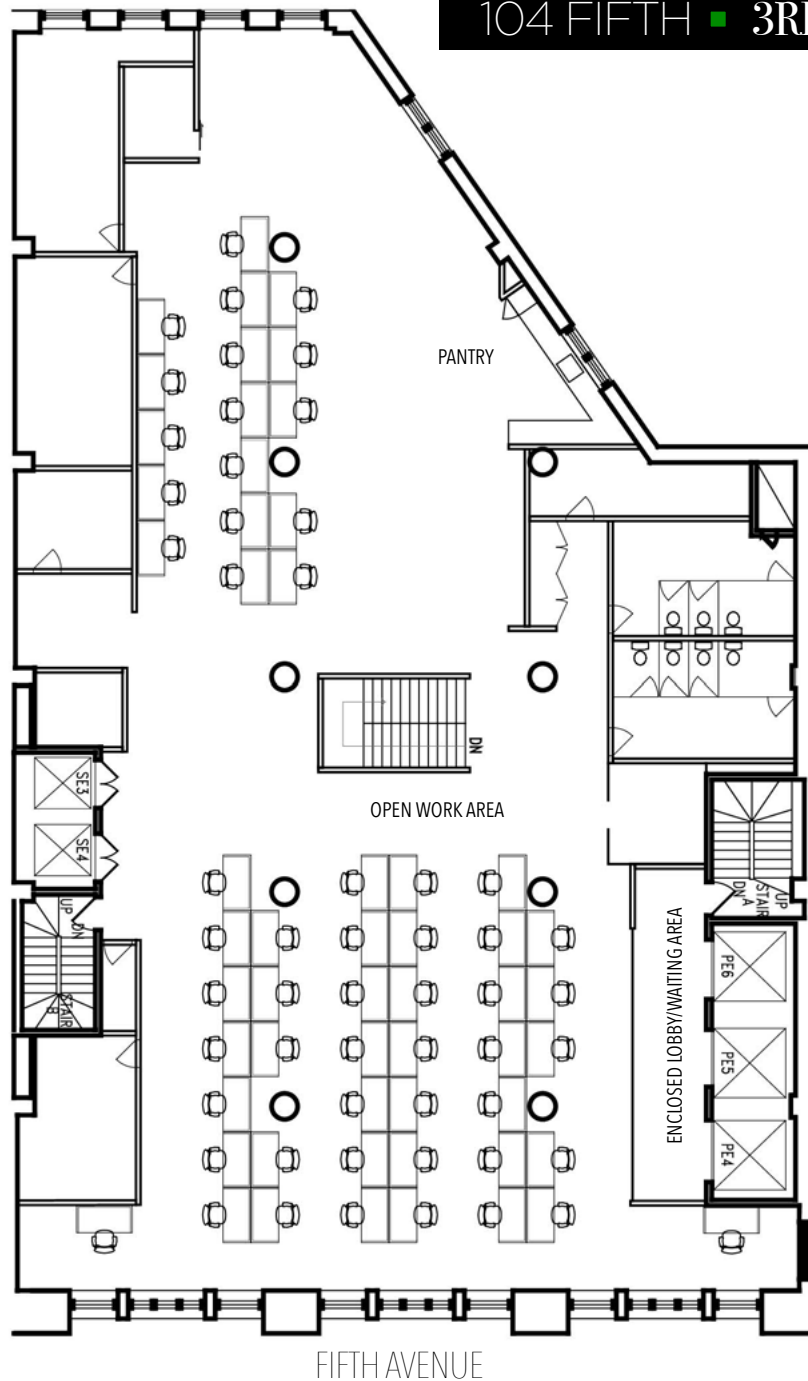 104 FIFTH ▪ 3R
PANTRY
DN
OPEN WORK AREA
SE3
SE4
UP
DN
STAIR
B
UP
STAIR A
DN
ENCLOSED LOBBY/WAITING AREA
PE6
PE5
PE4
FIFTH AVENUE